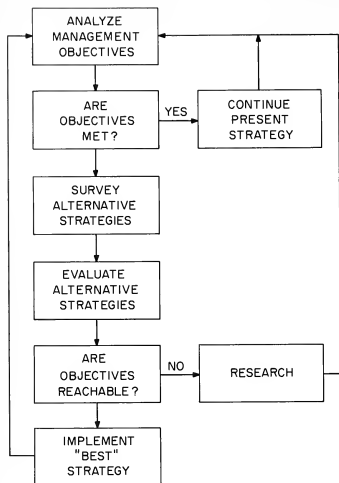 ANALYZE
MANAGEMENT
OBJECTIVES
ARE
OBJECTIVES
MET?
YES
CONTINUE
PRESENT
STRATEGY
SURVEY
ALTERNATIVE
STRATEGIES
EVALUATE
ALTERNATIVE
STRATEGIES
ARE
OBJECTIVES
REACHABLE?
NO
RESEARCH
IMPLEMENT
"BEST"
STRATEGY